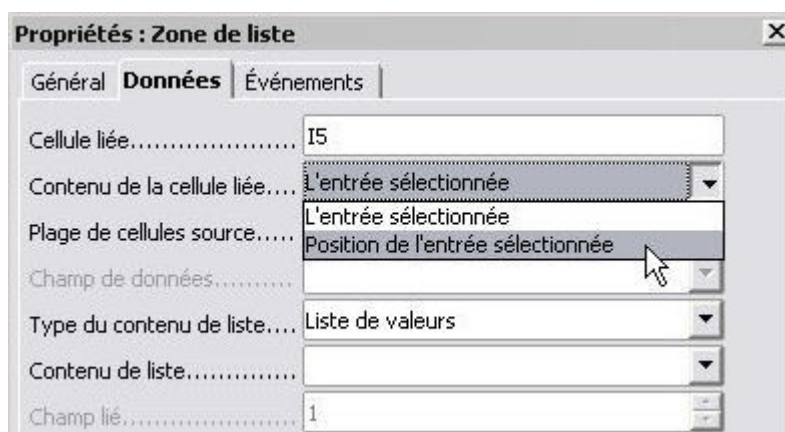 Propriétés : Zone de liste
Général Données Événements
Cellule liée..................... I5
Contenu de la cellule liée.... L'entrée sélectionnée
L'entrée sélectionnée
Plage de cellules source.....
Position de l'entrée sélectionnée
Champ de données..........
Type du contenu de liste.... Liste de valeurs
Contenu de liste...............
Champ lié...................... 1